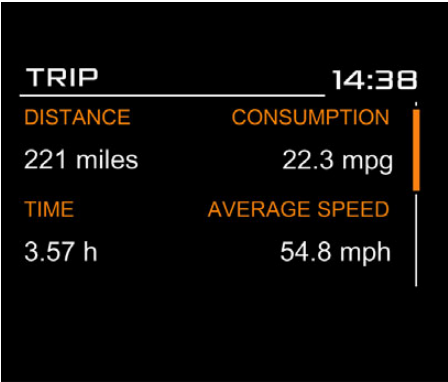 TRIP 14:38
DISTANCE CONSUMPTION
221 miles 22.3 mpg
TIME AVERAGE SPEED
3.57 h 54.8 mph